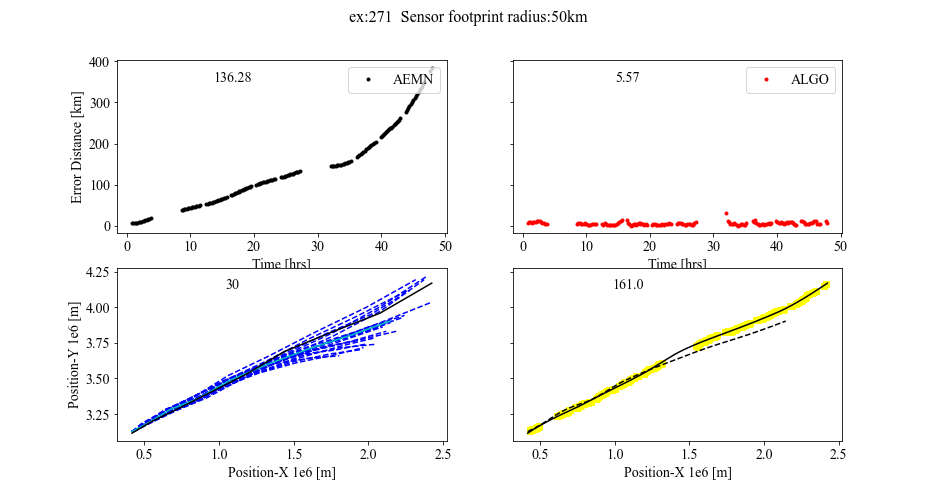 ex:271 Sensor footprint radius:50km
136.28
AEMN
5.57
ALGO
400
300
200
100
0
Error Distance [km]
0 10 20 30 40 50
0 10 20 30 40 50
Time [hrs]
Time [hrs]
30
161.0
4.25
4.00
3.75
3.50
3.25
Position-Y 1e6 [m]
0.5 1.0 1.5 2.0 2.5
0.5 1.0 1.5 2.0 2.5
Position-X 1e6 [m]
Position-X 1e6 [m]